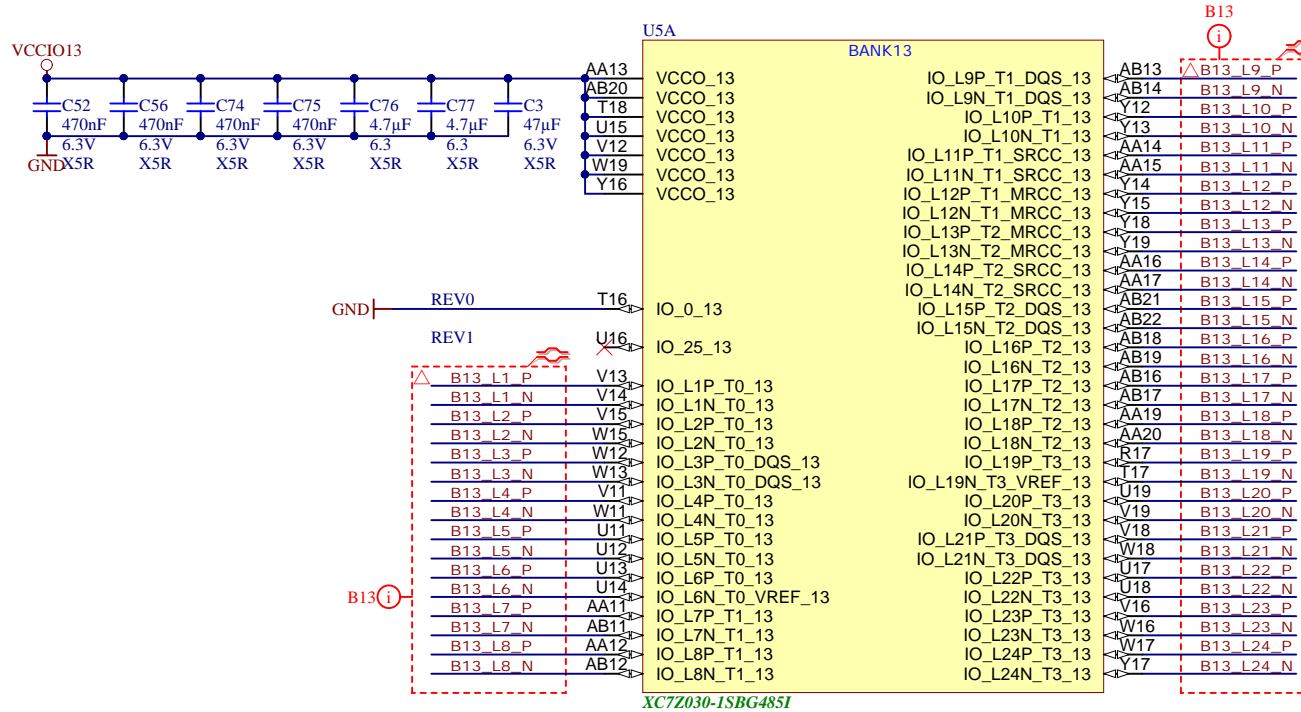 B13
i
U5A
BANK13
VCCIO13
AA13 VCCO_13
AB20 VCCO_13
T18 VCCO_13
U15 VCCO_13
V12 VCCO_13
W19 VCCO_13
Y16 VCCO_13
C52
470nF
6.3V
X5R
C56
470nF
6.3V
X5R
C74
470nF
6.3V
X5R
C75
470nF
6.3V
X5R
C76
4.7µF
6.3
X5R
C77
4.7µF
6.3
X5R
C3
47µF
6.3V
X5R
GND
GND REV0 T16 IO_0_13
REV1 U16 IO_25_13
B13_L1_P V13 IO_L1P_T0_13
B13_L1_N V14 IO_L1N_T0_13
B13_L2_P V15 IO_L2P_T0_13
B13_L2_N W15 IO_L2N_T0_13
B13_L3_P W12 IO_L3P_T0_DQS_13
B13_L3_N W13 IO_L3N_T0_DQS_13
B13_L4_P V11 IO_L4P_T0_13
B13_L4_N W11 IO_L4N_T0_13
B13_L5_P U11 IO_L5P_T0_13
B13_L5_N U12 IO_L5N_T0_13
B13_L6_P U13 IO_L6P_T0_13
B13_L6_N U14 IO_L6N_T0_VREF_13
B13_L7_P AA11 IO_L7P_T1_13
B13_L7_N AB11 IO_L7N_T1_13
B13_L8_P AA12 IO_L8P_T1_13
B13_L8_N AB12 IO_L8N_T1_13
B13 i
IO_L9P_T1_DQS_13 AB13 B13_L9_P
IO_L9N_T1_DQS_13 AB14 B13_L9_N
IO_L10P_T1_13 Y12 B13_L10_P
IO_L10N_T1_13 Y13 B13_L10_N
IO_L11P_T1_SRCC_13 AA14 B13_L11_P
IO_L11N_T1_SRCC_13 AA15 B13_L11_N
IO_L12P_T1_MRCC_13 Y14 B13_L12_P
IO_L12N_T1_MRCC_13 Y15 B13_L12_N
IO_L13P_T2_MRCC_13 Y18 B13_L13_P
IO_L13N_T2_MRCC_13 Y19 B13_L13_N
IO_L14P_T2_SRCC_13 AA16 B13_L14_P
IO_L14N_T2_SRCC_13 AA17 B13_L14_N
IO_L15P_T2_DQS_13 AB21 B13_L15_P
IO_L15N_T2_DQS_13 AB22 B13_L15_N
IO_L16P_T2_13 AB18 B13_L16_P
IO_L16N_T2_13 AB19 B13_L16_N
IO_L17P_T2_13 AB16 B13_L17_P
IO_L17N_T2_13 AB17 B13_L17_N
IO_L18P_T2_13 AA19 B13_L18_P
IO_L18N_T2_13 AA20 B13_L18_N
IO_L19P_T3_13 R17 B13_L19_P
IO_L19N_T3_VREF_13 T17 B13_L19_N
IO_L20P_T3_13 U19 B13_L20_P
IO_L20N_T3_13 V19 B13_L20_N
IO_L21P_T3_DQS_13 V18 B13_L21_P
IO_L21N_T3_DQS_13 W18 B13_L21_N
IO_L22P_T3_13 U17 B13_L22_P
IO_L22N_T3_13 U18 B13_L22_N
IO_L23P_T3_13 V16 B13_L23_P
IO_L23N_T3_13 W16 B13_L23_N
IO_L24P_T3_13 W17 B13_L24_P
IO_L24N_T3_13 Y17 B13_L24_N
XC7Z030-1SBG485I